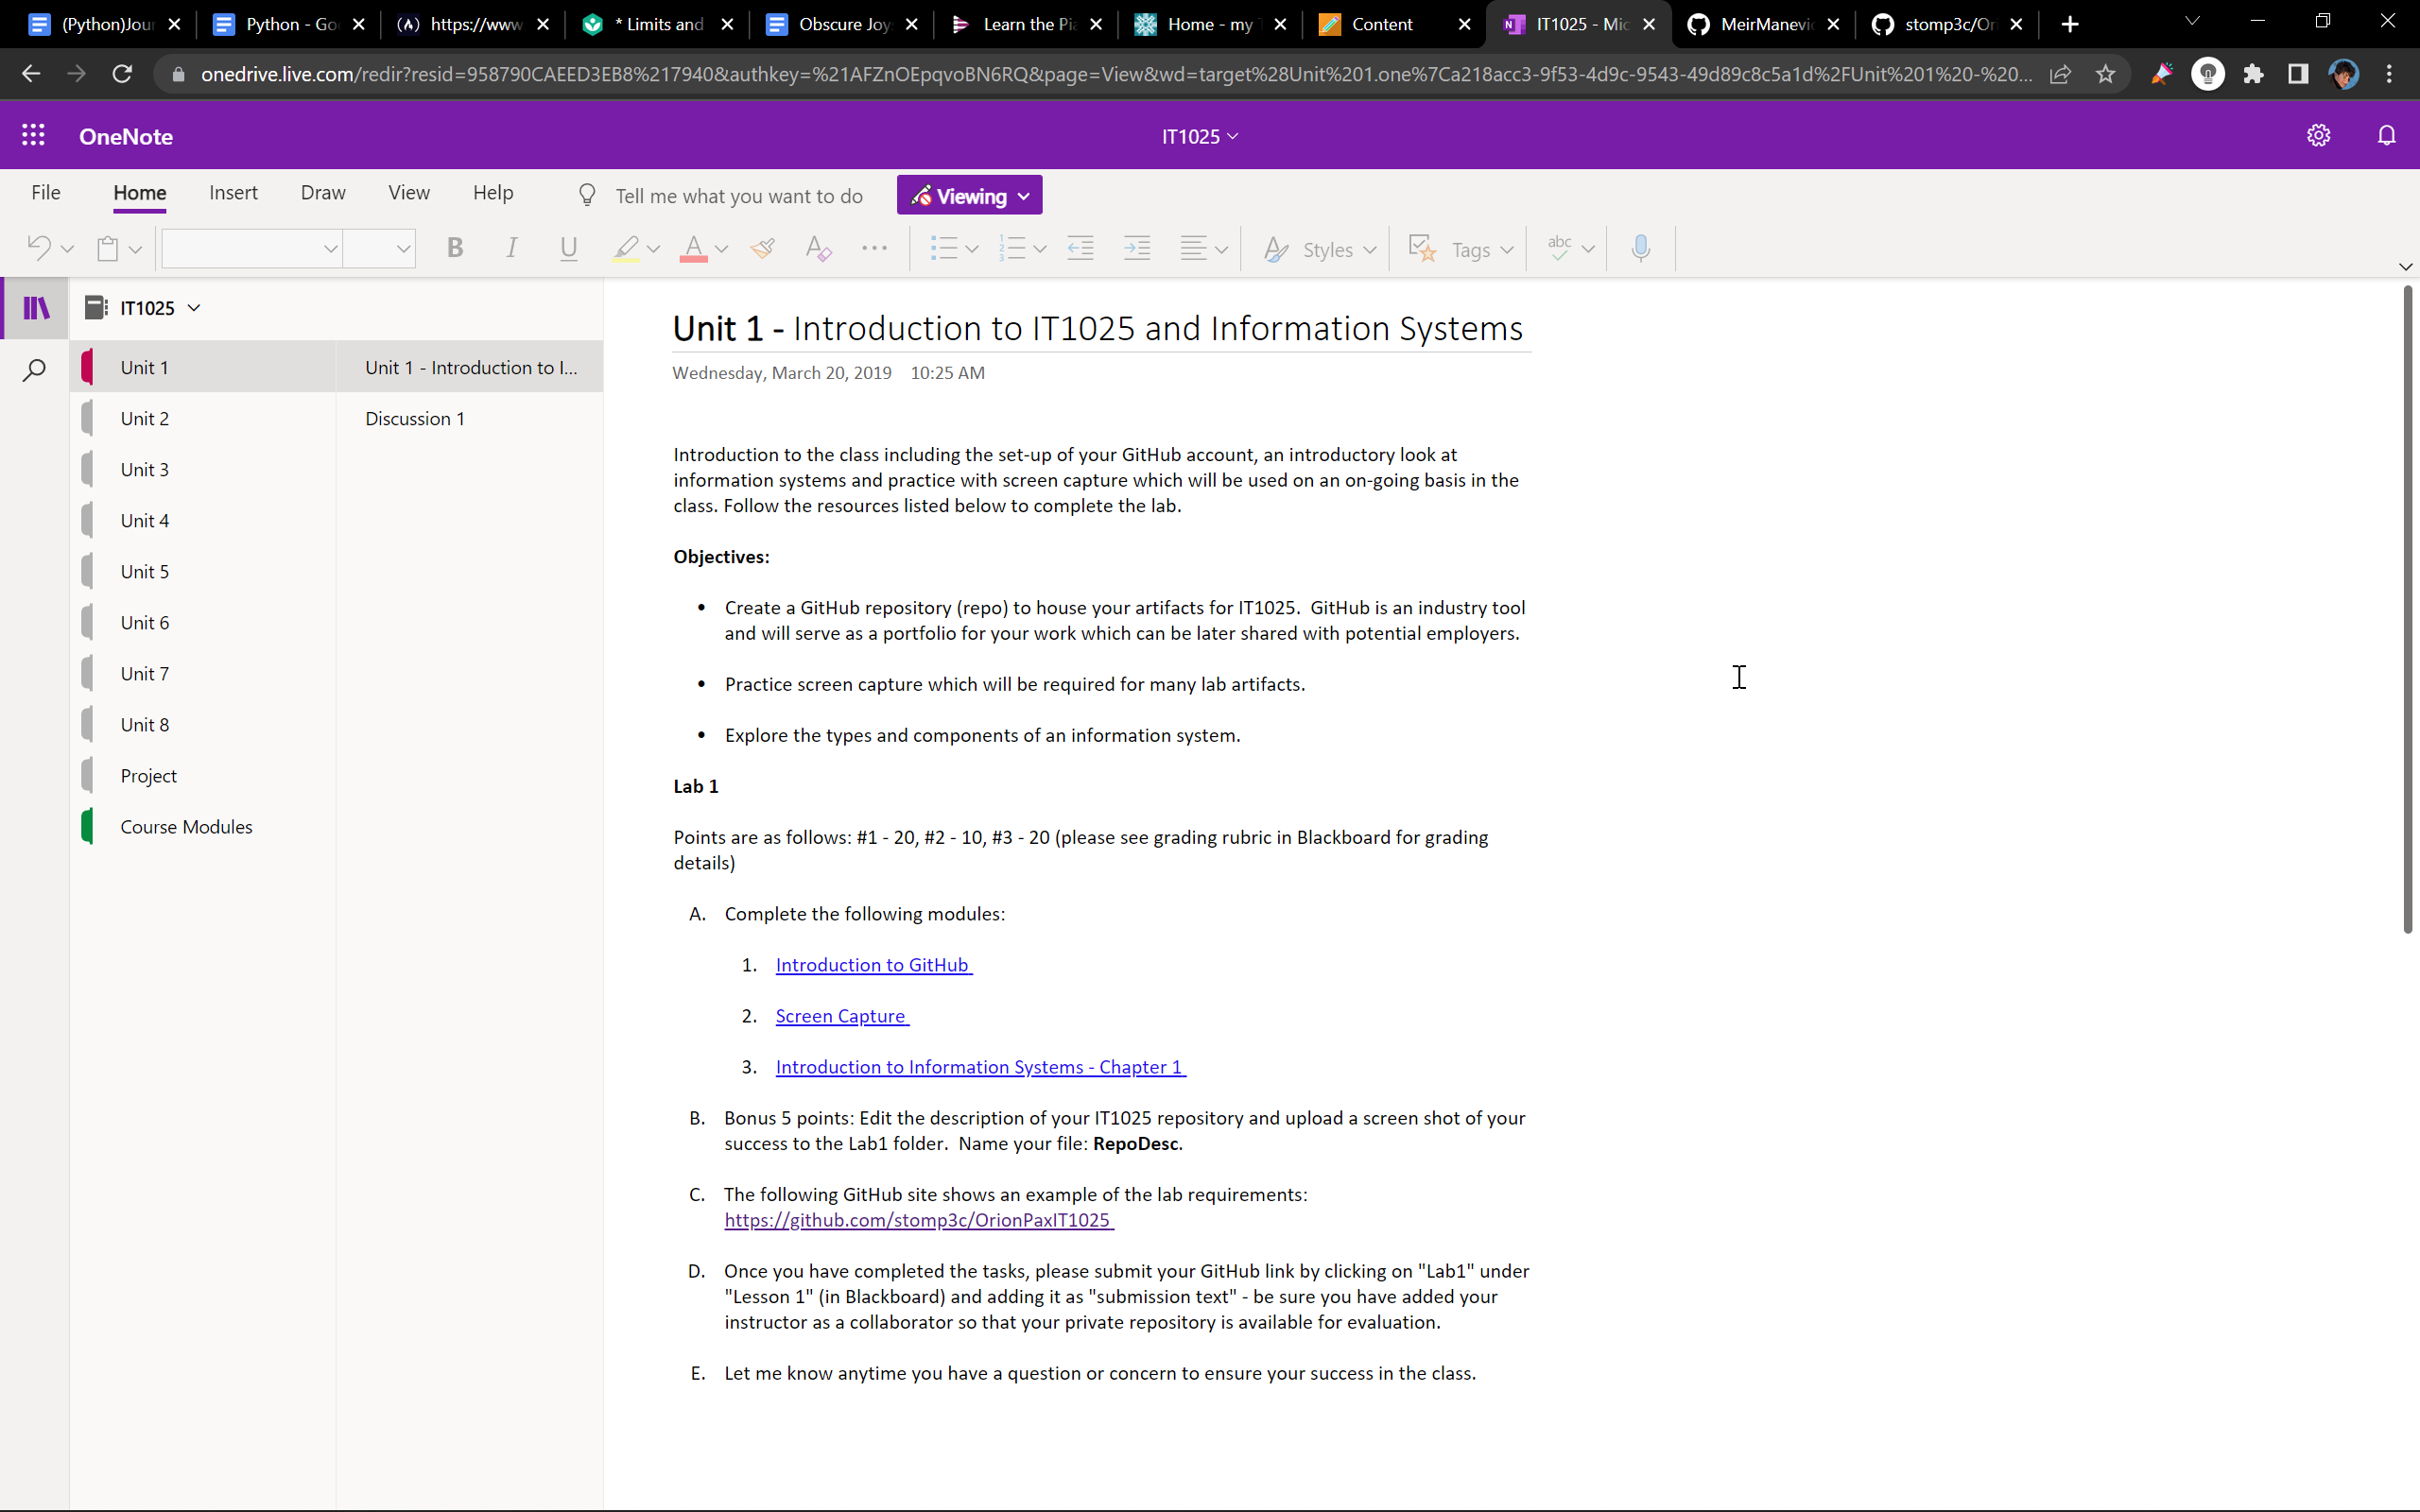 (Python)Jour
Python - Go
https://www
* Limits and
Obscure Joy
Learn the Pia
Home - my
Content
IT1025 - Mic
MeirManevi
stomp3c/Or
onedrive.live.com/redir?resid=958790CAEED3EB8%217940&authkey=%21AFZnOEpqvoBN6RQ&page=View&wd=target%28Unit%201.one%7Ca218acc3-9f53-4d9c-9543-49d89c8c5a1d%2FUnit%201%20-%20...
OneNote
IT1025
File
Home
Insert
Draw
View
Help
Tell me what you want to do
Viewing
B I U
A
Styles
Tags
abc
IT1025
Unit 1
Unit 2
Unit 3
Unit 4
Unit 5
Unit 6
Unit 7
Unit 8
Project
Course Modules
Unit 1 - Introduction to I...
Discussion 1
Unit 1 - Introduction to IT1025 and Information Systems
Wednesday, March 20, 2019 10:25 AM
Introduction to the class including the set-up of your GitHub account, an introductory look at
information systems and practice with screen capture which will be used on an on-going basis in the
class. Follow the resources listed below to complete the lab.
Objectives:
• Create a GitHub repository (repo) to house your artifacts for IT1025. GitHub is an industry tool
and will serve as a portfolio for your work which can be later shared with potential employers.
• Practice screen capture which will be required for many lab artifacts.
• Explore the types and components of an information system.
Lab 1
Points are as follows: #1 - 20, #2 - 10, #3 - 20 (please see grading rubric in Blackboard for grading
details)
A. Complete the following modules:
1. Introduction to GitHub
2. Screen Capture
3. Introduction to Information Systems - Chapter 1
B. Bonus 5 points: Edit the description of your IT1025 repository and upload a screen shot of your
success to the Lab1 folder. Name your file: RepoDesc.
C. The following GitHub site shows an example of the lab requirements:
https://github.com/stomp3c/OrionPaxIT1025
D. Once you have completed the tasks, please submit your GitHub link by clicking on "Lab1" under
"Lesson 1" (in Blackboard) and adding it as "submission text" - be sure you have added your
instructor as a collaborator so that your private repository is available for evaluation.
E. Let me know anytime you have a question or concern to ensure your success in the class.